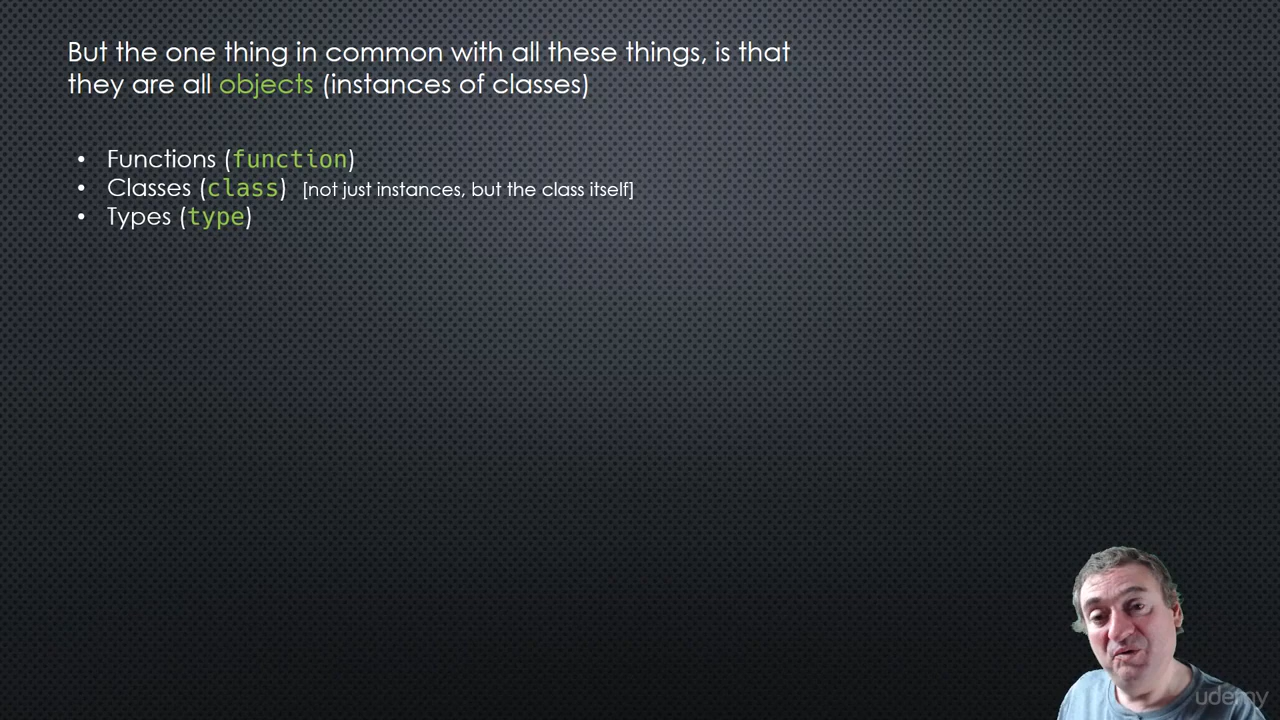 But the one thing in common with all these things, is that
they are all objects (instances of classes)
• Functions (function)
• Classes (class) [not just instances, but the class itself]
• Types (type)
udemy